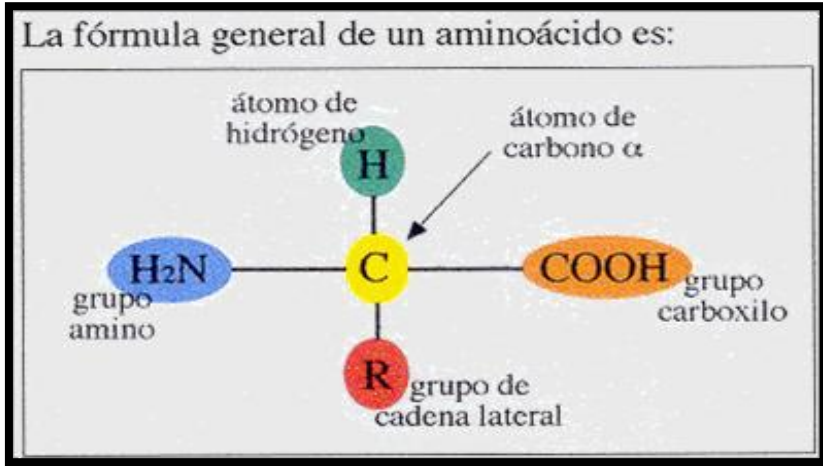 La fórmula general de un aminoácido es:
átomo de
hidrógeno
H
átomo de
carbono α
H₂N
C
COOH
grupo
amino
grupo
carboxilo
R
grupo de
cadena lateral